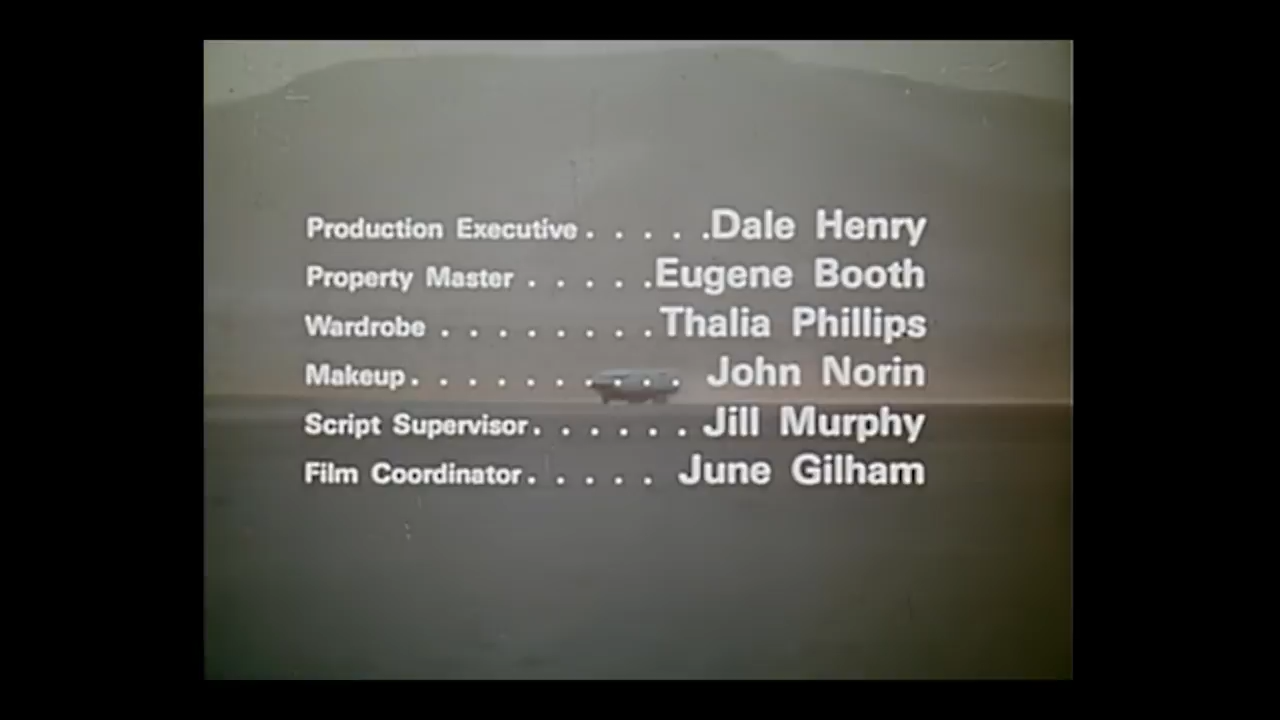 Production Executive . . . . . Dale Henry
Property Master . . . . . Eugene Booth
Wardrobe . . . . . . . . Thalia Phillips
Makeup . . . . . . . . . . John Norin
Script Supervisor . . . . . . Jill Murphy
Film Coordinator . . . . . June Gilham